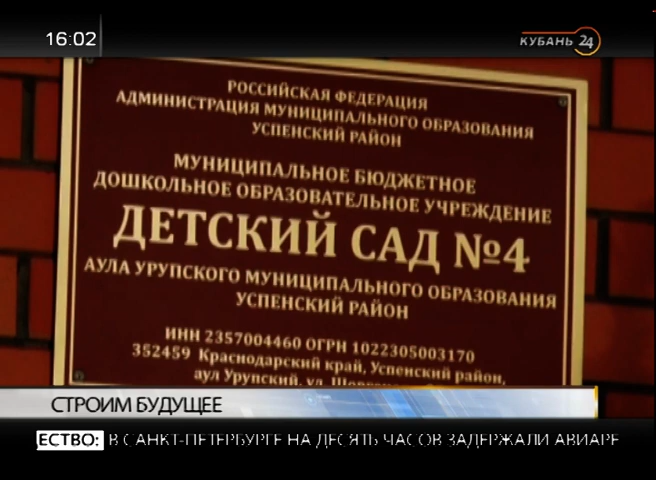 16:02
КУБАНЬ 24
РОССИЙСКАЯ ФЕДЕРАЦИЯ
АДМИНИСТРАЦИЯ МУНИЦИПАЛЬНОГО ОБРАЗОВАНИЯ
УСПЕНСКИЙ РАЙОН
МУНИЦИПАЛЬНОЕ БЮДЖЕТНОЕ
ДОШКОЛЬНОЕ ОБРАЗОВАТЕЛЬНОЕ УЧРЕЖДЕНИЕ
ДЕТСКИЙ САД №4
АУЛА УРУПСКОГО МУНИЦИПАЛЬНОГО ОБРАЗОВАНИЯ
УСПЕНСКИЙ РАЙОН
ИНН 2357004460 ОГРН 1022305003170
352459 Краснодарский край, Успенский район,
аул Урупский, ул.
СТРОИМ БУДУЩЕЕ
ЕСТВО: В САНКТ-ПЕТЕРБУРГЕ НА ДЕСЯТЬ ЧАСОВ ЗАДЕРЖАЛИ АВИАРЕ